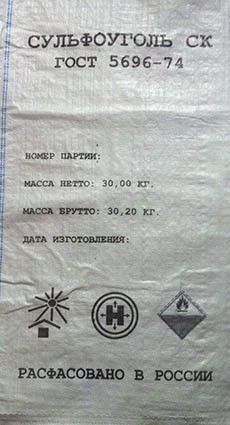 СУЛЬФОУГОЛЬ СК
ГОСТ 5696-74
НОМЕР ПАРТИИ:
МАССА НЕТТО: 30,00 КГ.
МАССА БРУТТО: 30,20 КГ.
ДАТА ИЗГОТОВЛЕНИЯ:
Н
РАСФАСОВАНО В РОССИИ